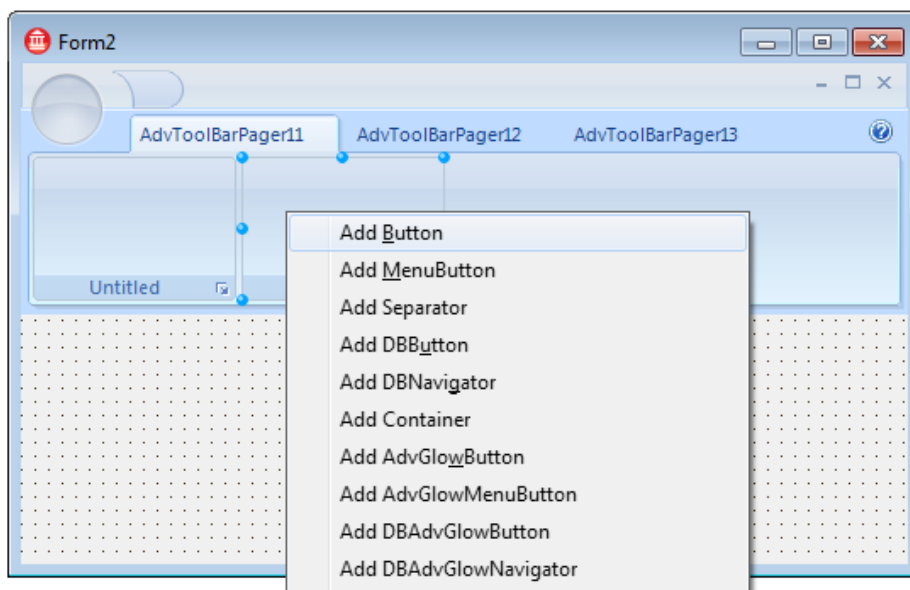 Form2
AdvToolBarPager11 AdvToolBarPager12 AdvToolBarPager13
Untitled
Add Button
Add MenuButton
Add Separator
Add DBButton
Add DBNavigator
Add Container
Add AdvGlowButton
Add AdvGlowMenuButton
Add DBAdvGlowButton
Add DBAdvGlowNavigator